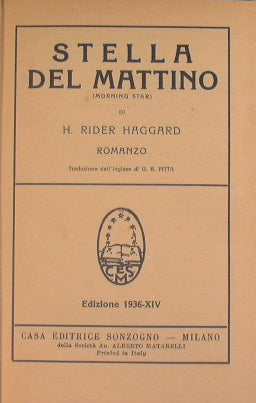 STELLA
DEL MATTINO
(MORNING STAR)
DI
H. RIDER HAGGARD
ROMANZO
Traduzione dall'inglese di U. R. PITTA
CES
MS
Edizione 1936-XIV
CASA EDITRICE SONZOGNO — MILANO
della Società An. ALBERTO MATARELLI
Printed in Italy